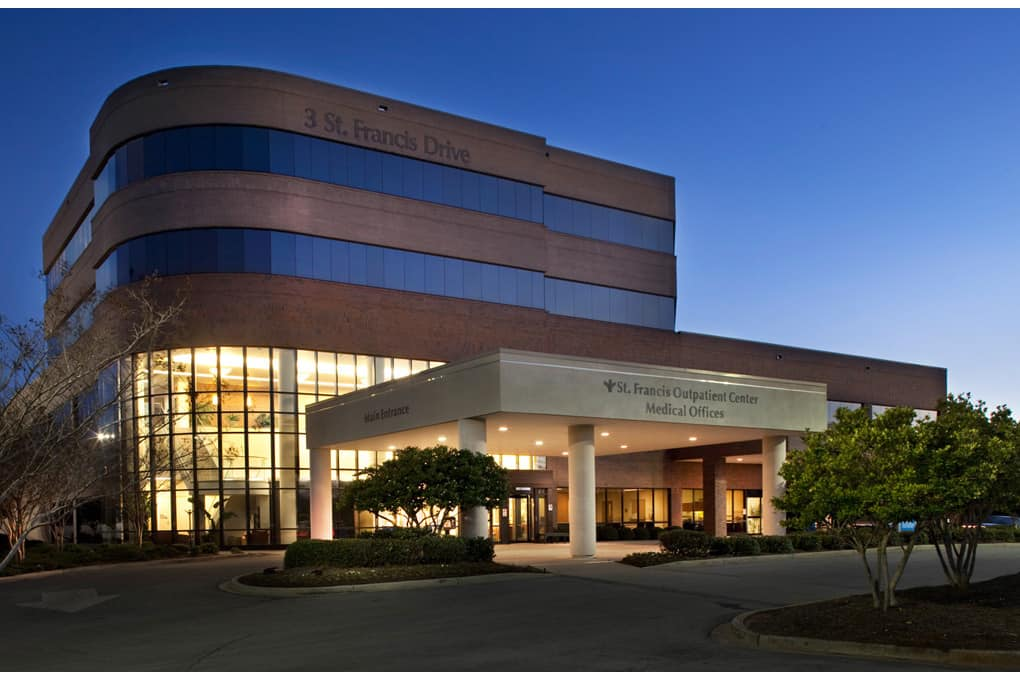 3 St. Francis Drive
Main Entrance
St. Francis Outpatient Center
Medical Offices